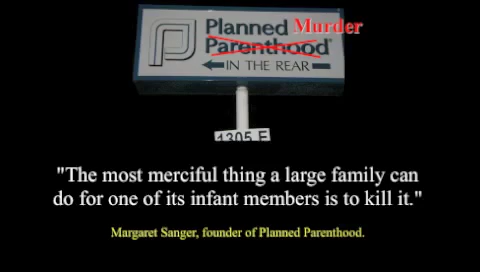 Planned Murder
Parenthood
IN THE REAR
1305 E
"The most merciful thing a large family can
do for one of its infant members is to kill it."
Margaret Sanger, founder of Planned Parenthood.